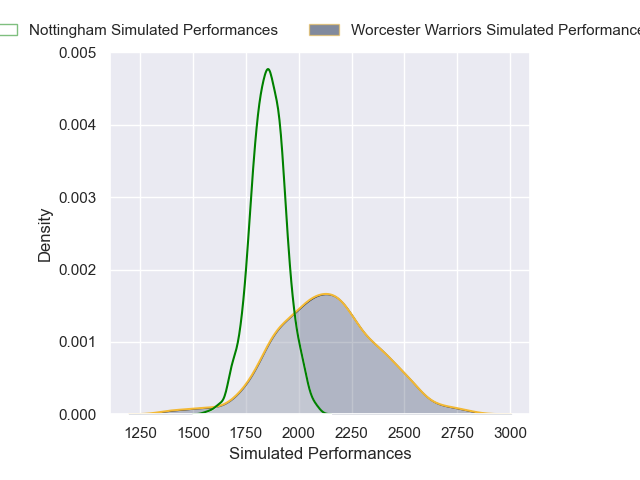 Nottingham Simulated Performances Worcester Warriors Simulated Performance
0.005
0.004
0.003
0.002
0.001
0.000
Density
1250 1500 1750 2000 2250 2500 2750 3000
Simulated Performances